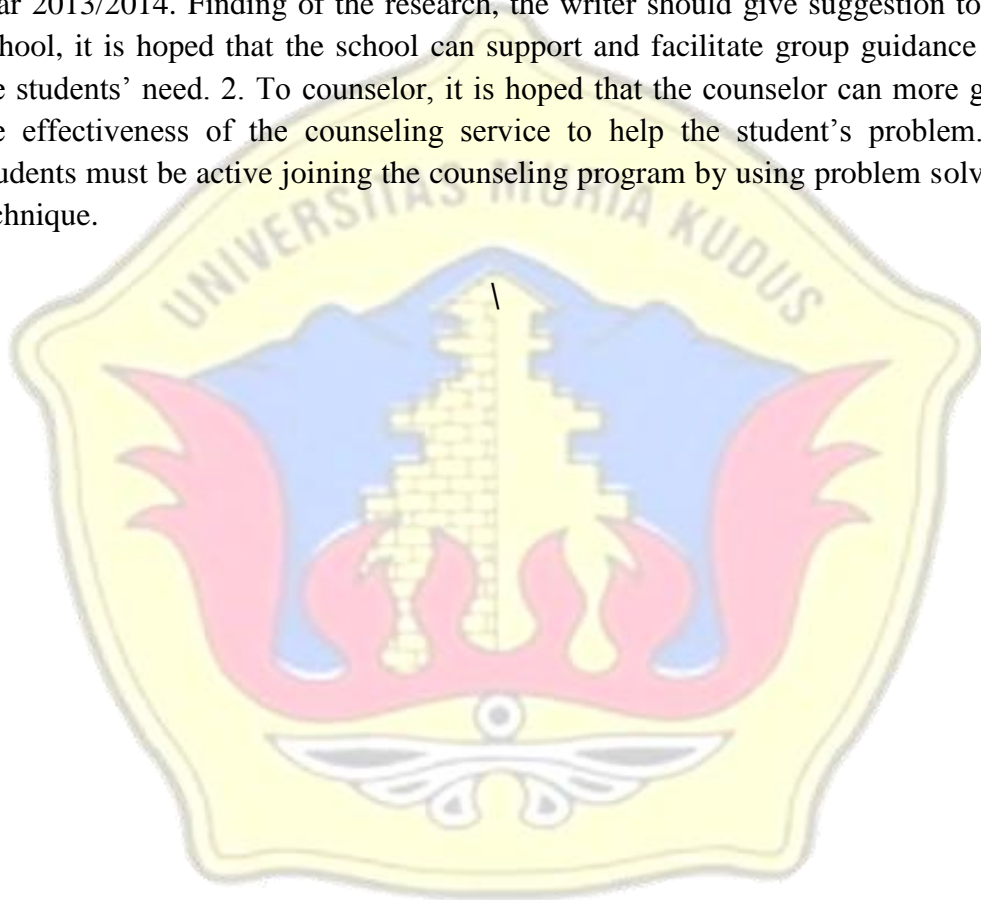 ar 2013/2014. Finding of the research, the writer should give suggestion to
hool, it is hoped that the school can support and facilitate group guidance
e students’ need. 2. To counselor, it is hoped that the counselor can more g
e effectiveness of the counseling service to help the student’s problem.
udents must be active joining the counseling program by using problem solv
chnique.
UNIVERSITAS MURIA KUDUS
\